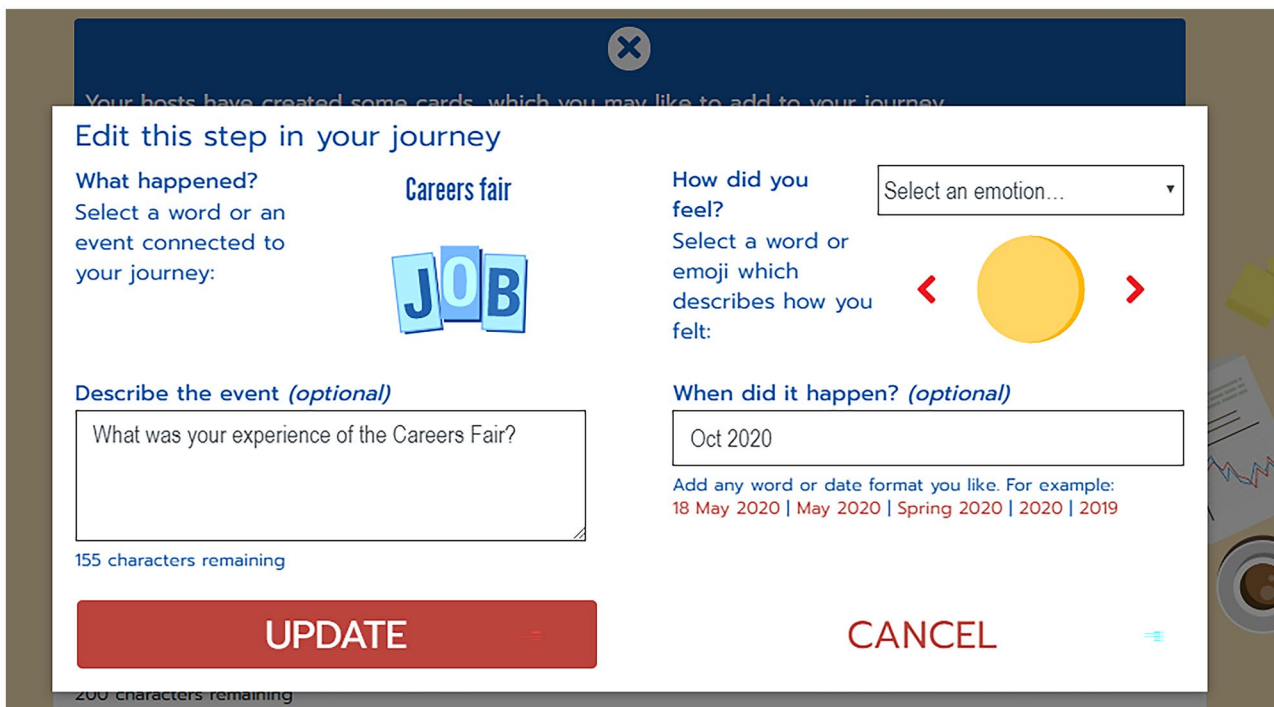 Your hosts have created some cards, which you may like to add to your journey
Edit this step in your journey
What happened?
Select a word or an
event connected to
your journey:
Careers fair
JOB
How did you
feel?
Select a word or
emoji which
describes how you
felt:
Select an emotion...
Describe the event (optional)
What was your experience of the Careers Fair?
155 characters remaining
When did it happen? (optional)
Oct 2020
Add any word or date format you like. For example:
18 May 2020 | May 2020 | Spring 2020 | 2020 | 2019
UPDATE
CANCEL
200 characters remaining